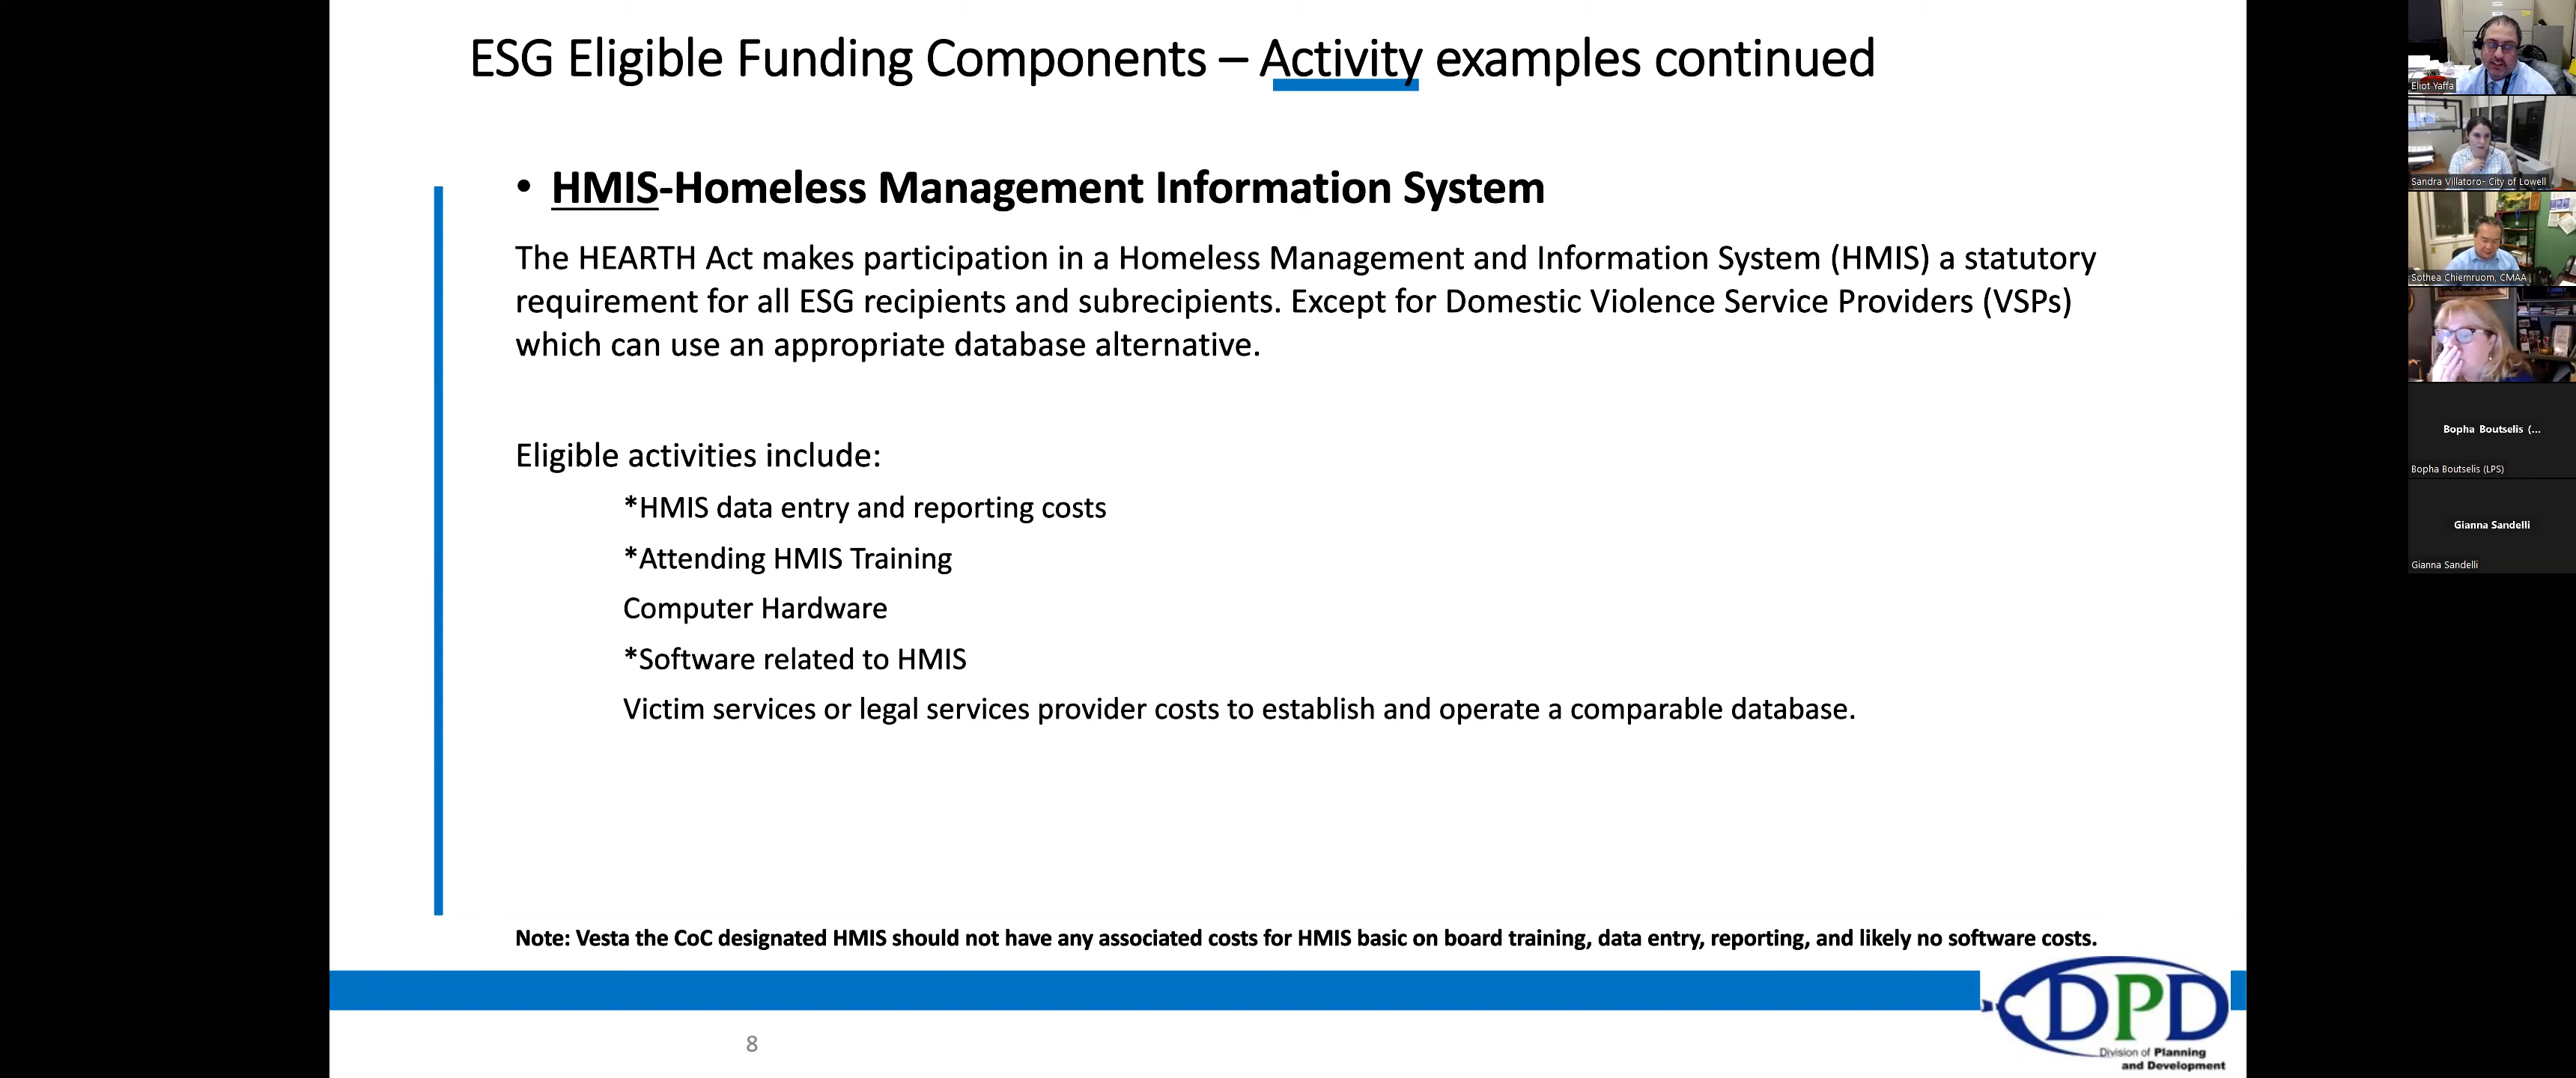 ESG Eligible Funding Components – Activity examples continued
• HMIS-Homeless Management Information System
The HEARTH Act makes participation in a Homeless Management and Information System (HMIS) a statutory
requirement for all ESG recipients and subrecipients. Except for Domestic Violence Service Providers (VSPs)
which can use an appropriate database alternative.
Eligible activities include:
*HMIS data entry and reporting costs
*Attending HMIS Training
Computer Hardware
*Software related to HMIS
Victim services or legal services provider costs to establish and operate a comparable database.
Note: Vesta the CoC designated HMIS should not have any associated costs for HMIS basic on board training, data entry, reporting, and likely no software costs.
8
DPD
Division of Planning
and Development
Eliot Yaffa
Sandra Villatoro- City of Lowell
Sothea Chiemruom, CMAA
Bopha Boutselis (...
Bopha Boutselis (LPS)
Gianna Sandelli
Gianna Sandelli